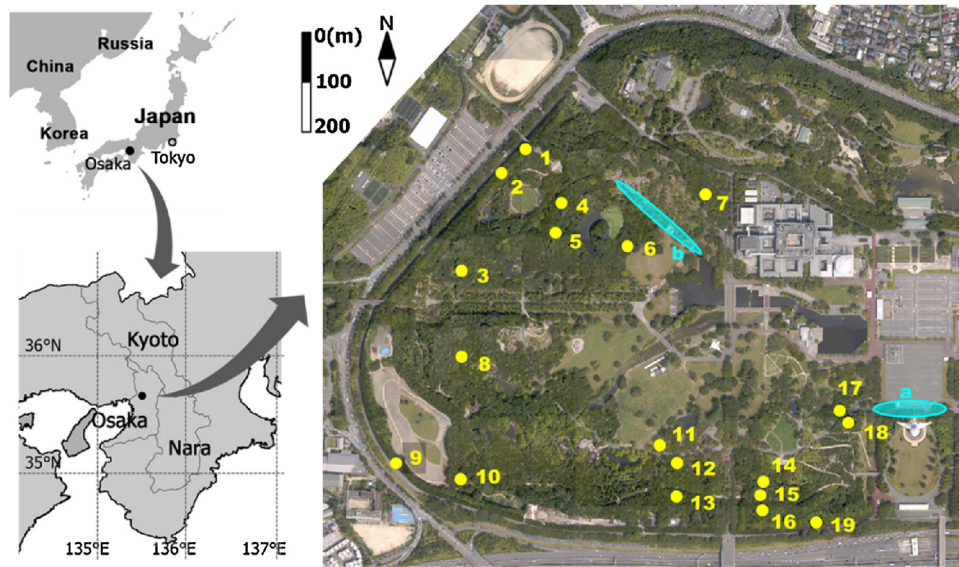 Russia
China
Japan
Korea
Osaka
Tokyo
0(m)
100
200
N
36°N
35°N
Kyoto
Osaka
Nara
135°E
136°E
137°E
1
2
4
7
5
6
b
3
8
17
a
18
11
9
12
14
10
15
13
16
19